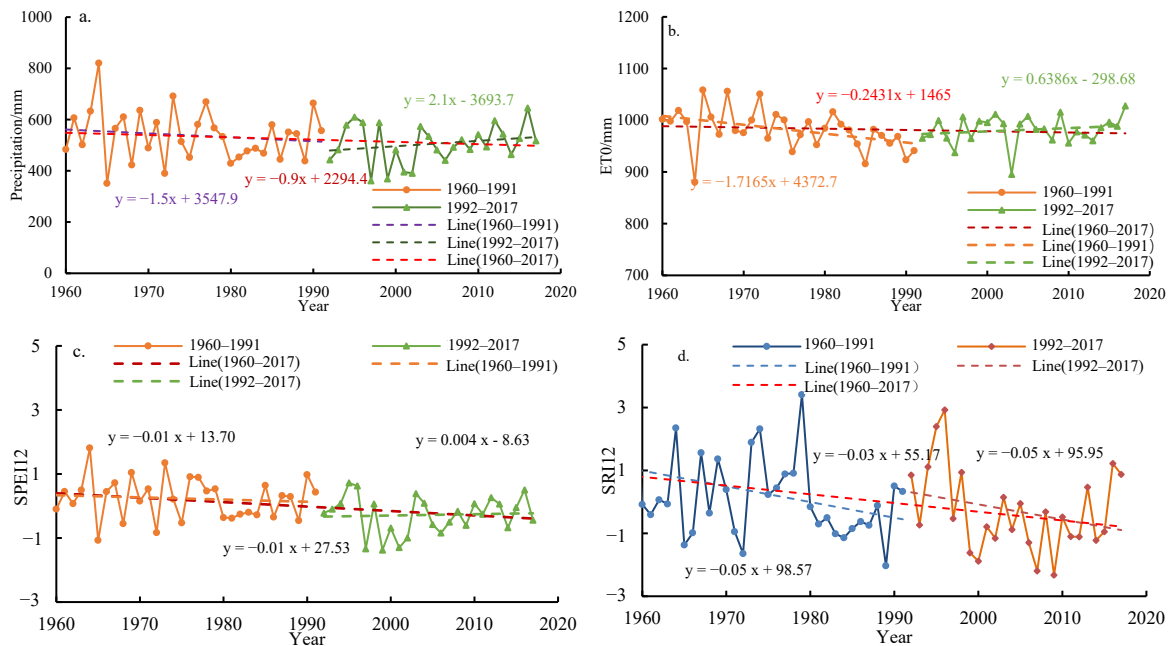 a.
1000
800
600
400
200
0
Precipitation/mm
y = 2.1x - 3693.7
y = −0.9x + 2294.4
y = −1.5x + 3547.9
1960–1991
1992–2017
Line(1960–1991)
Line(1992–2017)
Line(1960–2017)
1960 1970 1980 1990 2000 2010 2020
Year
b.
1200
1100
1000
900
800
700
ET0/mm
y = 0.6386x - 298.68
y = −0.2431x + 1465
y = −1.7165x + 4372.7
1960–1991
1992–2017
Line(1960–2017)
Line(1960–1991)
Line(1992–2017)
1960 1970 1980 1990 2000 2010 2020
Year
c.
5
3
1
−1
−3
SPEI12
1960–1991 1992–2017
Line(1960–2017) Line(1960–1991)
Line(1992–2017)
y = −0.01 x + 13.70
y = 0.004 x - 8.63
y = −0.01 x + 27.53
1960 1970 1980 1990 2000 2010 2020
Year
d.
5
3
1
−1
−3
SRI12
1960–1991 1992–2017
Line(1960–1991) Line(1992–2017)
Line(1960–2017)
y = −0.03 x + 55.17
y = −0.05 x + 95.95
y = −0.05 x + 98.57
1960 1970 1980 1990 2000 2010 2020
Year